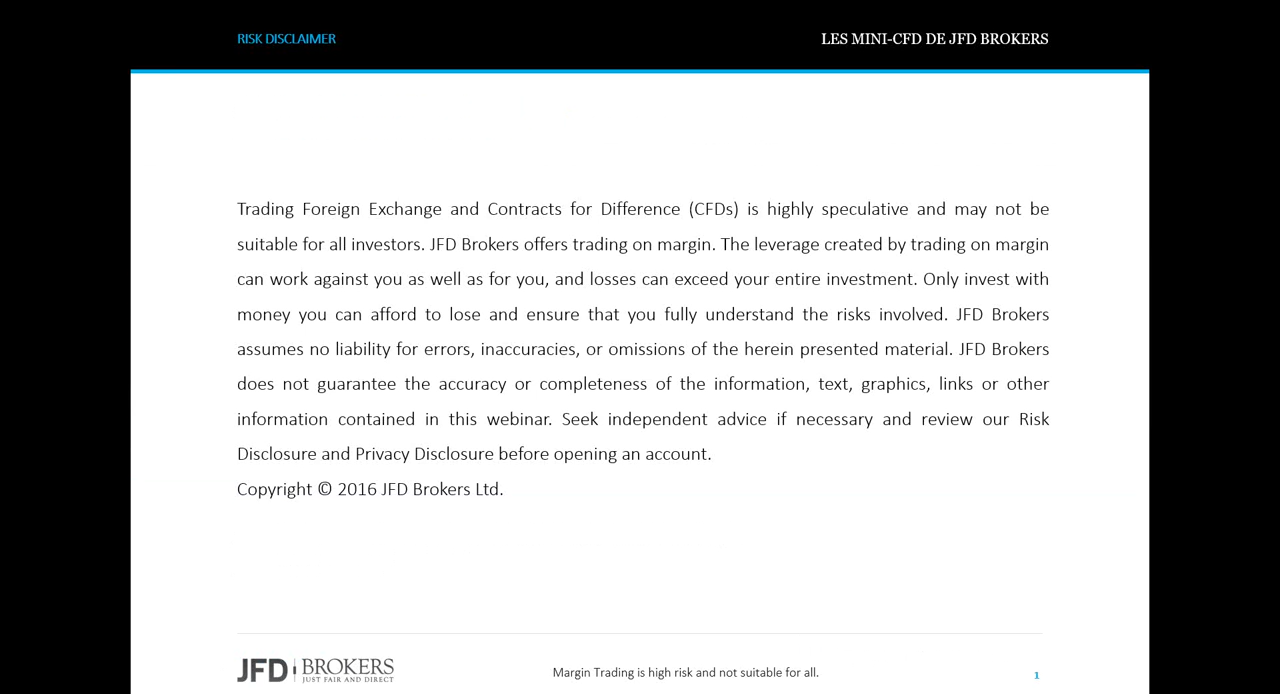 RISK DISCLAIMER
LES MINI-CFD DE JFD BROKERS
Trading Foreign Exchange and Contracts for Difference (CFDs) is highly speculative and may not be
suitable for all investors. JFD Brokers offers trading on margin. The leverage created by trading on margin
can work against you as well as for you, and losses can exceed your entire investment. Only invest with
money you can afford to lose and ensure that you fully understand the risks involved. JFD Brokers
assumes no liability for errors, inaccuracies, or omissions of the herein presented material. JFD Brokers
does not guarantee the accuracy or completeness of the information, text, graphics, links or other
information contained in this webinar. Seek independent advice if necessary and review our Risk
Disclosure and Privacy Disclosure before opening an account.
Copyright © 2016 JFD Brokers Ltd.
JFD BROKERS
JUST FAIR AND DIRECT
Margin Trading is high risk and not suitable for all.
1